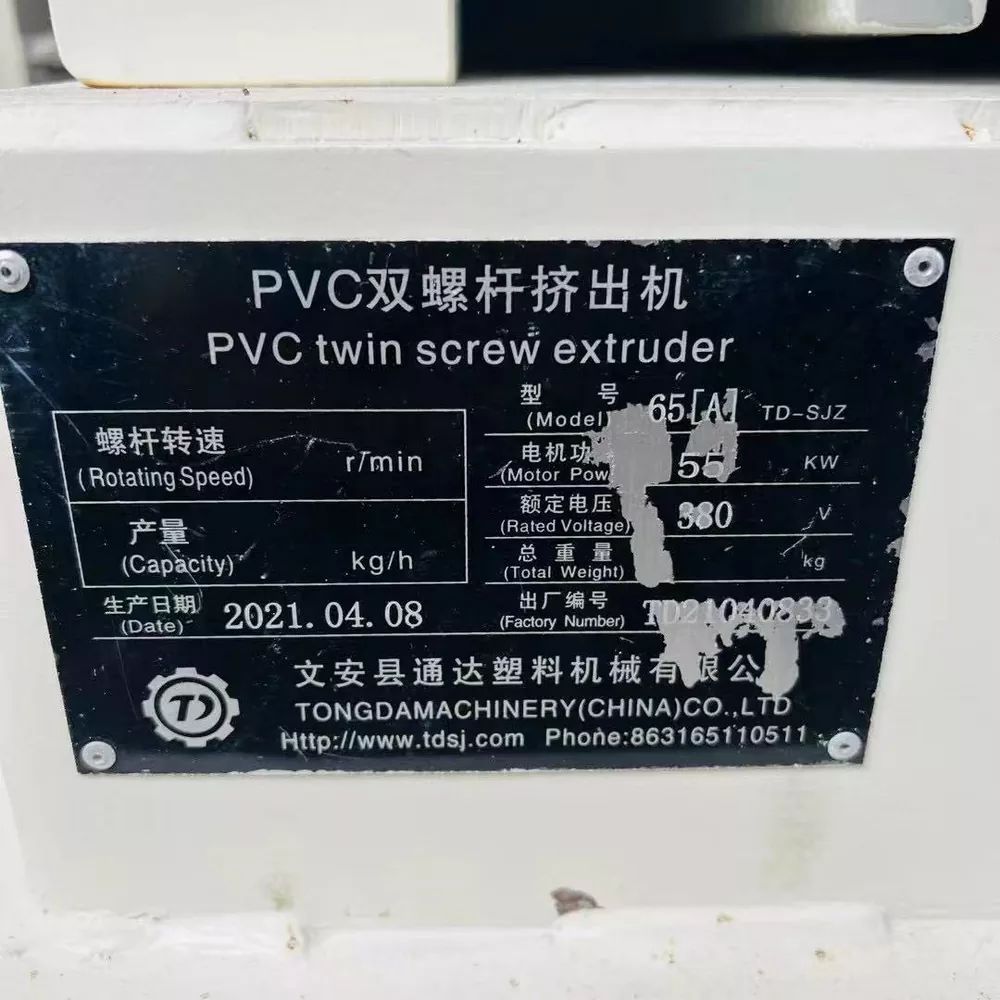 PVC双螺杆挤出机
PVC twin screw extruder
型 号 65[A] TD-SJZ
(Model)
螺杆转速 r/min
(Rotating Speed)
电机功 55 KW
(Motor
额定电压 380 V
(Rated Voltage)
产量 kg/h
(Capacity)
总重量 kg
(Total Weight)
生产日期 2021.04.08
(Date)
出厂编号 TD21040833
(Factory Number)
文安县通达塑料机械有限公
TD
TONGDAMACHINERY(CHINA)CO.,LTD
Http://www.tdsj.com Phone:863165110511